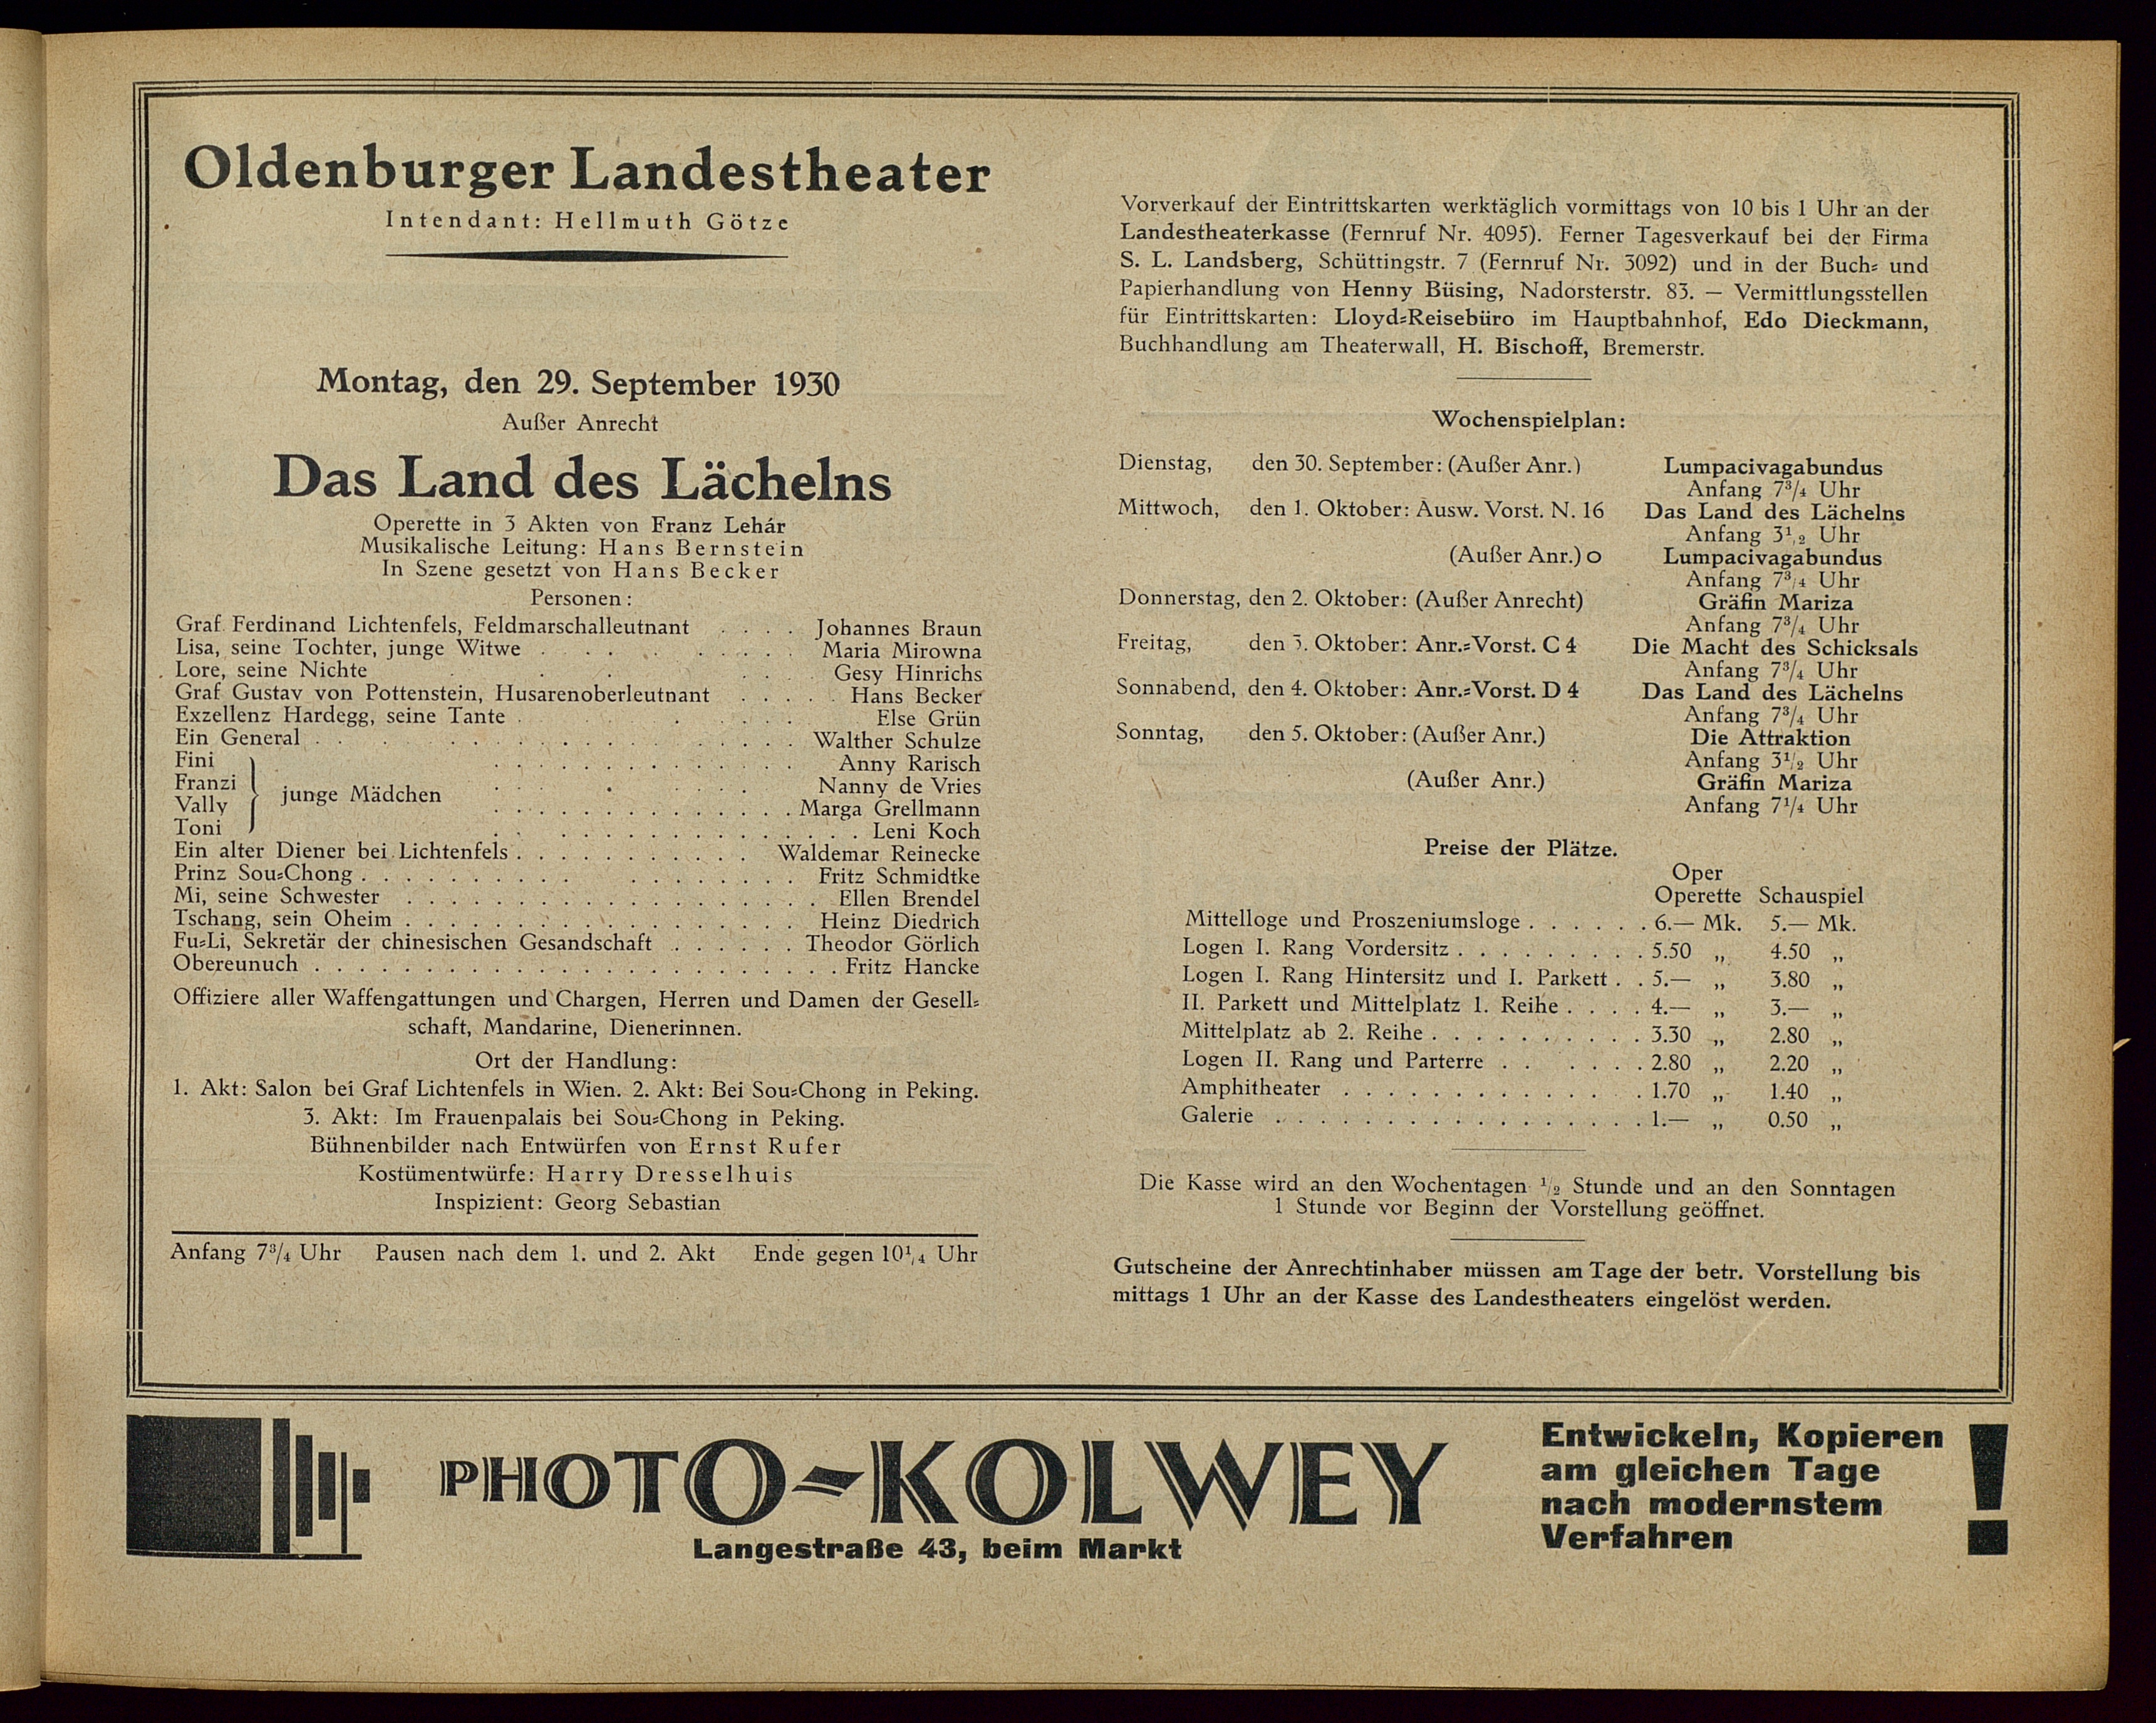 Oldenburger Landestheater
Intendant: Hellmuth Götze
Montag, den 29. September 1930
Außer Anrecht
Das Land des Lächelns
Operette in 3 Akten von Franz Lehár
Musikalische Leitung: Hans Bernstein
In Szene gesetzt von Hans Becker
Personen:
Graf Ferdinand Lichtenfels, Feldmarschalleutnant . . . . Johannes Braun
Lisa, seine Tochter, junge Witwe . . . . . . . . . Maria Mirowna
Lore, seine Nichte . . . . . . Gesy Hinrichs
Graf Gustav von Pottenstein, Husarenoberleutnant . . . . . Hans Becker
Exzellenz Hardegg, seine Tante . . . . . . Else Grün
Ein General . . . . . . . . . . . . . . . . Walther Schulze
Fini . . . . . . . . . . . Anny Rarisch
Franzi . . . . . . . Nanny de Vries
junge Mädchen
Vally . . . . . . . . . . . . . Marga Grellmann
Toni . . . . . . . . . . . . . Leni Koch
Ein alter Diener bei Lichtenfels . . . . . . . . . . . Waldemar Reinecke
Prinz Sou=Chong . . . . . . . . . . . . . . . Fritz Schmidtke
Mi, seine Schwester . . . . . . . . . . . . . . . . Ellen Brendel
Tschang, sein Oheim . . . . . . . . . . . . . . . Heinz Diedrich
Fu=Li, Sekretär der chinesischen Gesandschaft . . . . . . Theodor Görlich
Obereunuch . . . . . . . . . . . . . . . . . . . . Fritz Hancke
Offiziere aller Waffengattungen und Chargen, Herren und Damen der Gesell=
schaft, Mandarine, Dienerinnen.
Ort der Handlung:
1. Akt: Salon bei Graf Lichtenfels in Wien. 2. Akt: Bei Sou=Chong in Peking.
3. Akt: Im Frauenpalais bei Sou=Chong in Peking.
Bühnenbilder nach Entwürfen von Ernst Rufer
Kostümentwürfe: Harry Dresselhuis
Inspizient: Georg Sebastian
Anfang 7³/₄ Uhr Pausen nach dem 1. und 2. Akt Ende gegen 10¹/₄ Uhr
Vorverkauf der Eintrittskarten werktäglich vormittags von 10 bis 1 Uhr an der
Landestheaterkasse (Fernruf Nr. 4095). Ferner Tagesverkauf bei der Firma
S. L. Landsberg, Schüttingstr. 7 (Fernruf Nr. 3092) und in der Buch= und
Papierhandlung von Henny Büsing, Nadorsterstr. 83. — Vermittlungsstellen
für Eintrittskarten: Lloyd=Reisebüro im Hauptbahnhof, Edo Dieckmann,
Buchhandlung am Theaterwall, H. Bischoff, Bremerstr.
Wochenspielplan:
Dienstag, den 30. September: (Außer Anr.) Lumpacivagabundus
Anfang 7³/₄ Uhr
Mittwoch, den 1. Oktober: Ausw. Vorst. N. 16 Das Land des Lächelns
Anfang 3¹/₂ Uhr
(Außer Anr.) o Lumpacivagabundus
Anfang 7³/₄ Uhr
Donnerstag, den 2. Oktober: (Außer Anrecht) Gräfin Mariza
Anfang 7³/₄ Uhr
Freitag, den 3. Oktober: Anr.=Vorst. C 4 Die Macht des Schicksals
Anfang 7³/₄ Uhr
Sonnabend, den 4. Oktober: Anr.=Vorst. D 4 Das Land des Lächelns
Anfang 7³/₄ Uhr
Sonntag, den 5. Oktober: (Außer Anr.) Die Attraktion
Anfang 3¹/₂ Uhr
(Außer Anr.) Gräfin Mariza
Anfang 7¹/₄ Uhr
Preise der Plätze.
Oper
Operette Schauspiel
Mittelloge und Proszeniumsloge . . . . . . 6.— Mk. 5.— Mk.
Logen I. Rang Vordersitz . . . . . . . . . 5.50 „ 4.50 „
Logen I. Rang Hintersitz und I. Parkett . . 5.— „ 3.80 „
II. Parkett und Mittelplatz 1. Reihe . . . . 4.— „ 3.— „
Mittelplatz ab 2. Reihe . . . . . . . . . . 3.30 „ 2.80 „
Logen II. Rang und Parterre . . . . . . 2.80 „ 2.20 „
Amphitheater . . . . . . . . . . . . . . 1.70 „ 1.40 „
Galerie . . . . . . . . . . . . . . . . . 1.— „ 0.50 „
Die Kasse wird an den Wochentagen ¹/₂ Stunde und an den Sonntagen
1 Stunde vor Beginn der Vorstellung geöffnet.
Gutscheine der Anrechtinhaber müssen am Tage der betr. Vorstellung bis
mittags 1 Uhr an der Kasse des Landestheaters eingelöst werden.
PHOTO=KOLWEY
Langestraße 43, beim Markt
Entwickeln, Kopieren
am gleichen Tage
nach modernstem
Verfahren !